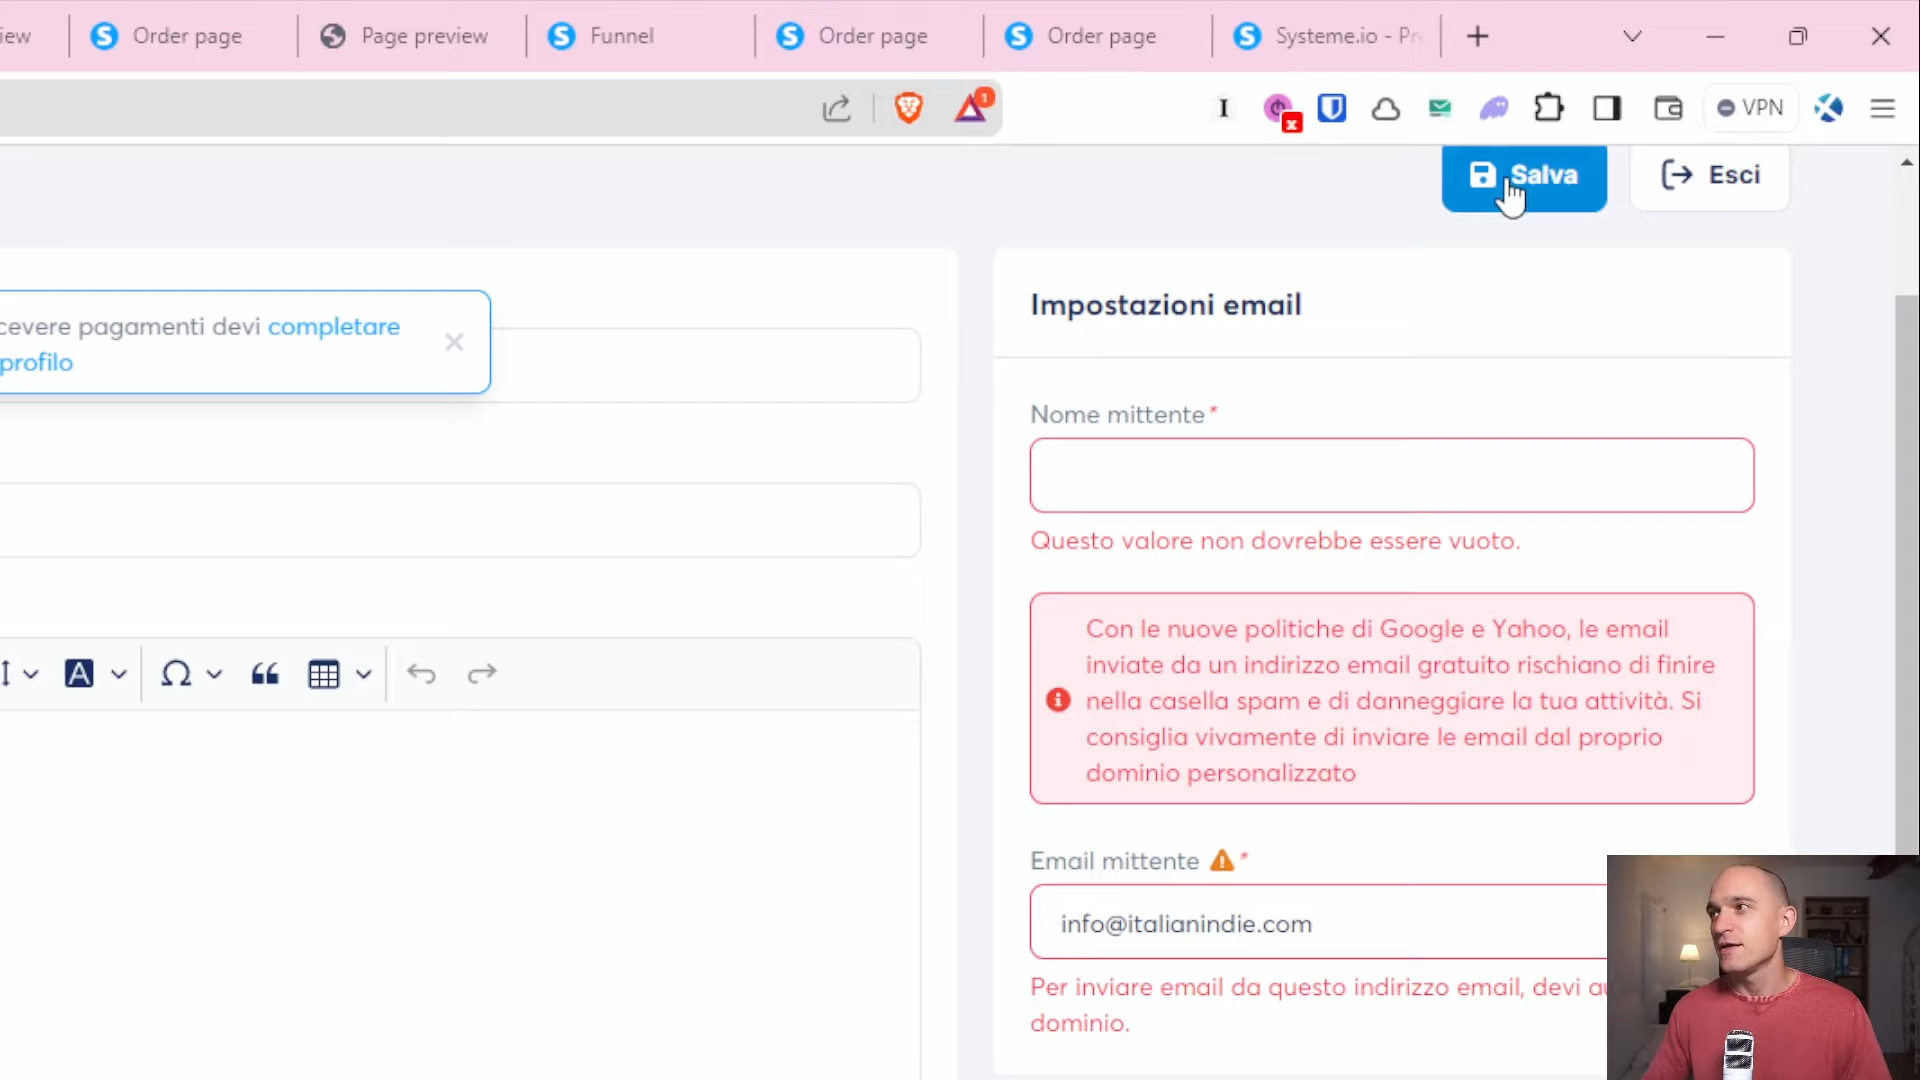 Order page
Page preview
Funnel
Order page
Order page
Systeme.io -
1
x
VPN
Salva
Esci
cevere pagamenti devi completare
profilo
Impostazioni email
Nome mittente*
Questo valore non dovrebbe essere vuoto.
Con le nuove politiche di Google e Yahoo, le email
inviate da un indirizzo email gratuito rischiano di finire
nella casella spam e di danneggiare la tua attività. Si
consiglia vivamente di inviare le email dal proprio
dominio personalizzato
Email mittente *
info@italianindie.com
Per inviare email da questo indirizzo email, devi
dominio.